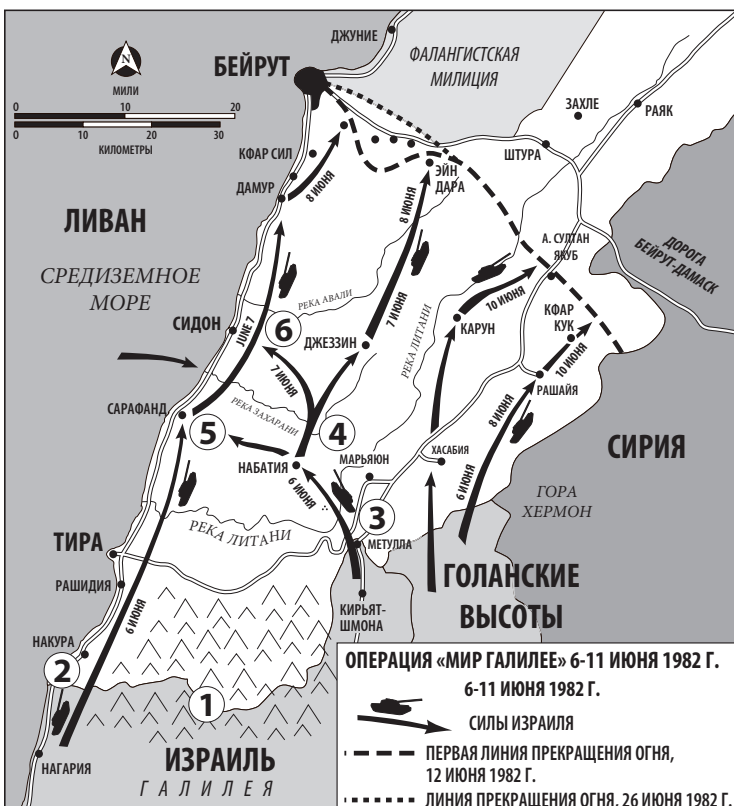 ДЖУНИЕ
ФАЛАНГИСТСКАЯ
МИЛИЦИЯ
БЕЙРУТ
N
МИЛИ
0 10 20
0 10 20 30
КИЛОМЕТРЫ
ЗАХЛЕ
РАЯК
ШТУРА
КФАР СИЛ
ДАМУР
8 ИЮНЯ
ЭЙН
ДАРА
8 ИЮНЯ
ЛИВАН
СРЕДИЗЕМНОЕ
МОРЕ
А. СУЛТАН
ЯКУБ
ДОРОГА
БЕЙРУТ-ДАМАСК
РЕКА АВАЛИ
РЕКА ЛИТАНИ
10 ИЮНЯ
КФАР
КУК
КАРУН
СИДОН
JUNE 7
6
7 ИЮНЯ
ДЖЕЗЗИН
10 ИЮНЯ
РАШАЙЯ
7 ИЮНЯ
САРАФАНД
5
РЕКА ЗАХАРАНИ
4
8 ИЮНЯ
СИРИЯ
НАБАТИЯ
МАРЬЯЮН
ХАСАБИЯ
6 ИЮНЯ
6 ИЮНЯ
ГОРА
ХЕРМОН
3
РЕКА ЛИТАНИ
МЕТУЛЛА
ТИРА
РАШИДИЯ
ГОЛАНСКИЕ
ВЫСОТЫ
КИРЬЯТ-
ШМОНА
6 ИЮНЯ
НАКУРА
2
1
НАГАРИЯ
ИЗРАИЛЬ
ГАЛИЛЕЯ
ОПЕРАЦИЯ «МИР ГАЛИЛЕЕ» 6-11 ИЮНЯ 1982 Г.
6-11 ИЮНЯ 1982 Г.
СИЛЫ ИЗРАИЛЯ
ПЕРВАЯ ЛИНИЯ ПРЕКРАЩЕНИЯ ОГНЯ,
12 ИЮНЯ 1982 Г.
ЛИНИЯ ПРЕКРАЩЕНИЯ ОГНЯ, 26 ИЮНЯ 1982 Г.